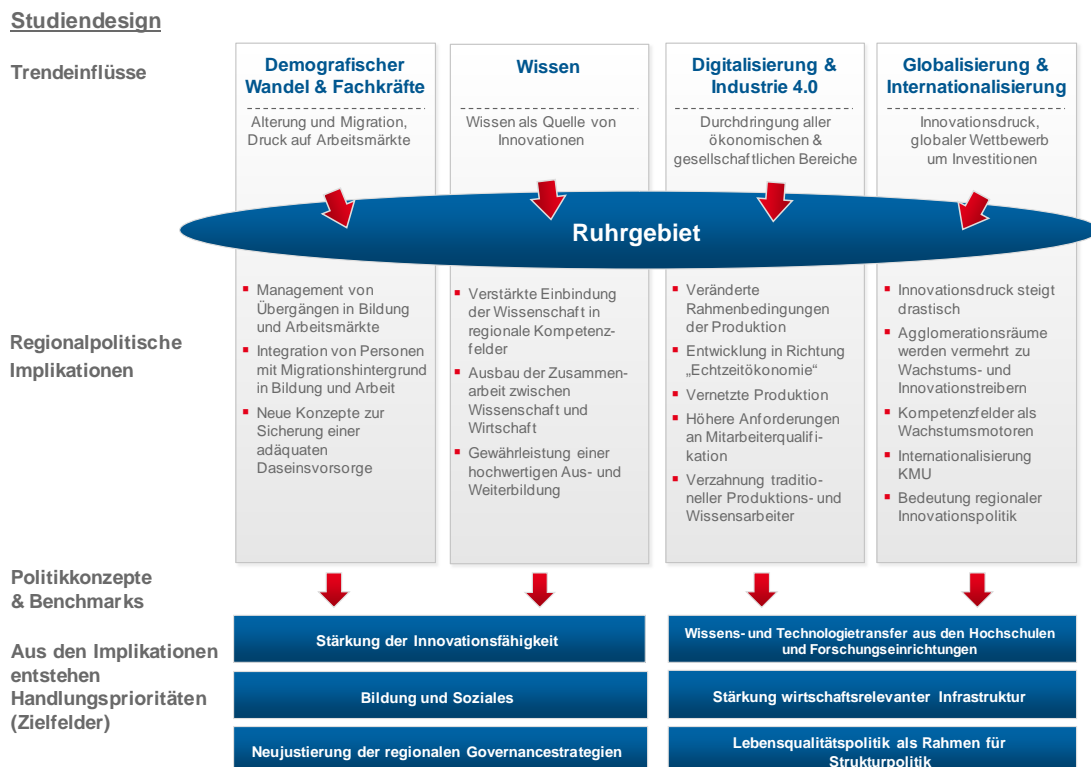 Studiendesign
Trendeinflüsse
Demografischer
Wandel & Fachkräfte
Alterung und Migration,
Druck auf Arbeitsmärkte
Wissen
Wissen als Quelle von
Innovationen
Digitalisierung &
Industrie 4.0
Durchdringung aller
ökonomischen &
gesellschaftlichen Bereiche
Globalisierung &
Internationalisierung
Innovationsdruck,
globaler Wettbewerb
um Investitionen
Ruhrgebiet
Regionalpolitische
Implikationen
▪ Management von
Übergängen in Bildung
und Arbeitsmärkte
▪ Integration von Personen
mit Migrationshintergrund
in Bildung und Arbeit
▪ Neue Konzepte zur
Sicherung einer
adäquaten
Daseinsvorsorge
▪ Verstärkte Einbindung
der Wissenschaft in
regionale Kompetenz-
felder
▪ Ausbau der Zusammen-
arbeit zwischen
Wissenschaft und
Wirtschaft
▪ Gewährleistung einer
hochwertigen Aus- und
Weiterbildung
▪ Veränderte
Rahmenbedingungen
der Produktion
▪ Entwicklung in Richtung
„Echtzeitökonomie“
▪ Vernetzte Produktion
▪ Höhere Anforderungen
an Mitarbeiterqualifi-
kation
▪ Verzahnung traditio-
neller Produktions- und
Wissensarbeiter
▪ Innovationsdruck steigt
drastisch
▪ Agglomerationsräume
werden vermehrt zu
Wachstums- und
Innovationstreibern
▪ Kompetenzfelder als
Wachstumsmotoren
▪ Internationalisierung
KMU
▪ Bedeutung regionaler
Innovationspolitik
Politikkonzepte
& Benchmarks
Aus den Implikationen
entstehen
Handlungsprioritäten
(Zielfelder)
Stärkung der Innovationsfähigkeit
Wissens- und Technologietransfer aus den Hochschulen
und Forschungseinrichtungen
Bildung und Soziales
Stärkung wirtschaftsrelevanter Infrastruktur
Neujustierung der regionalen Governancestrategien
Lebensqualitätspolitik als Rahmen für
Strukturpolitik